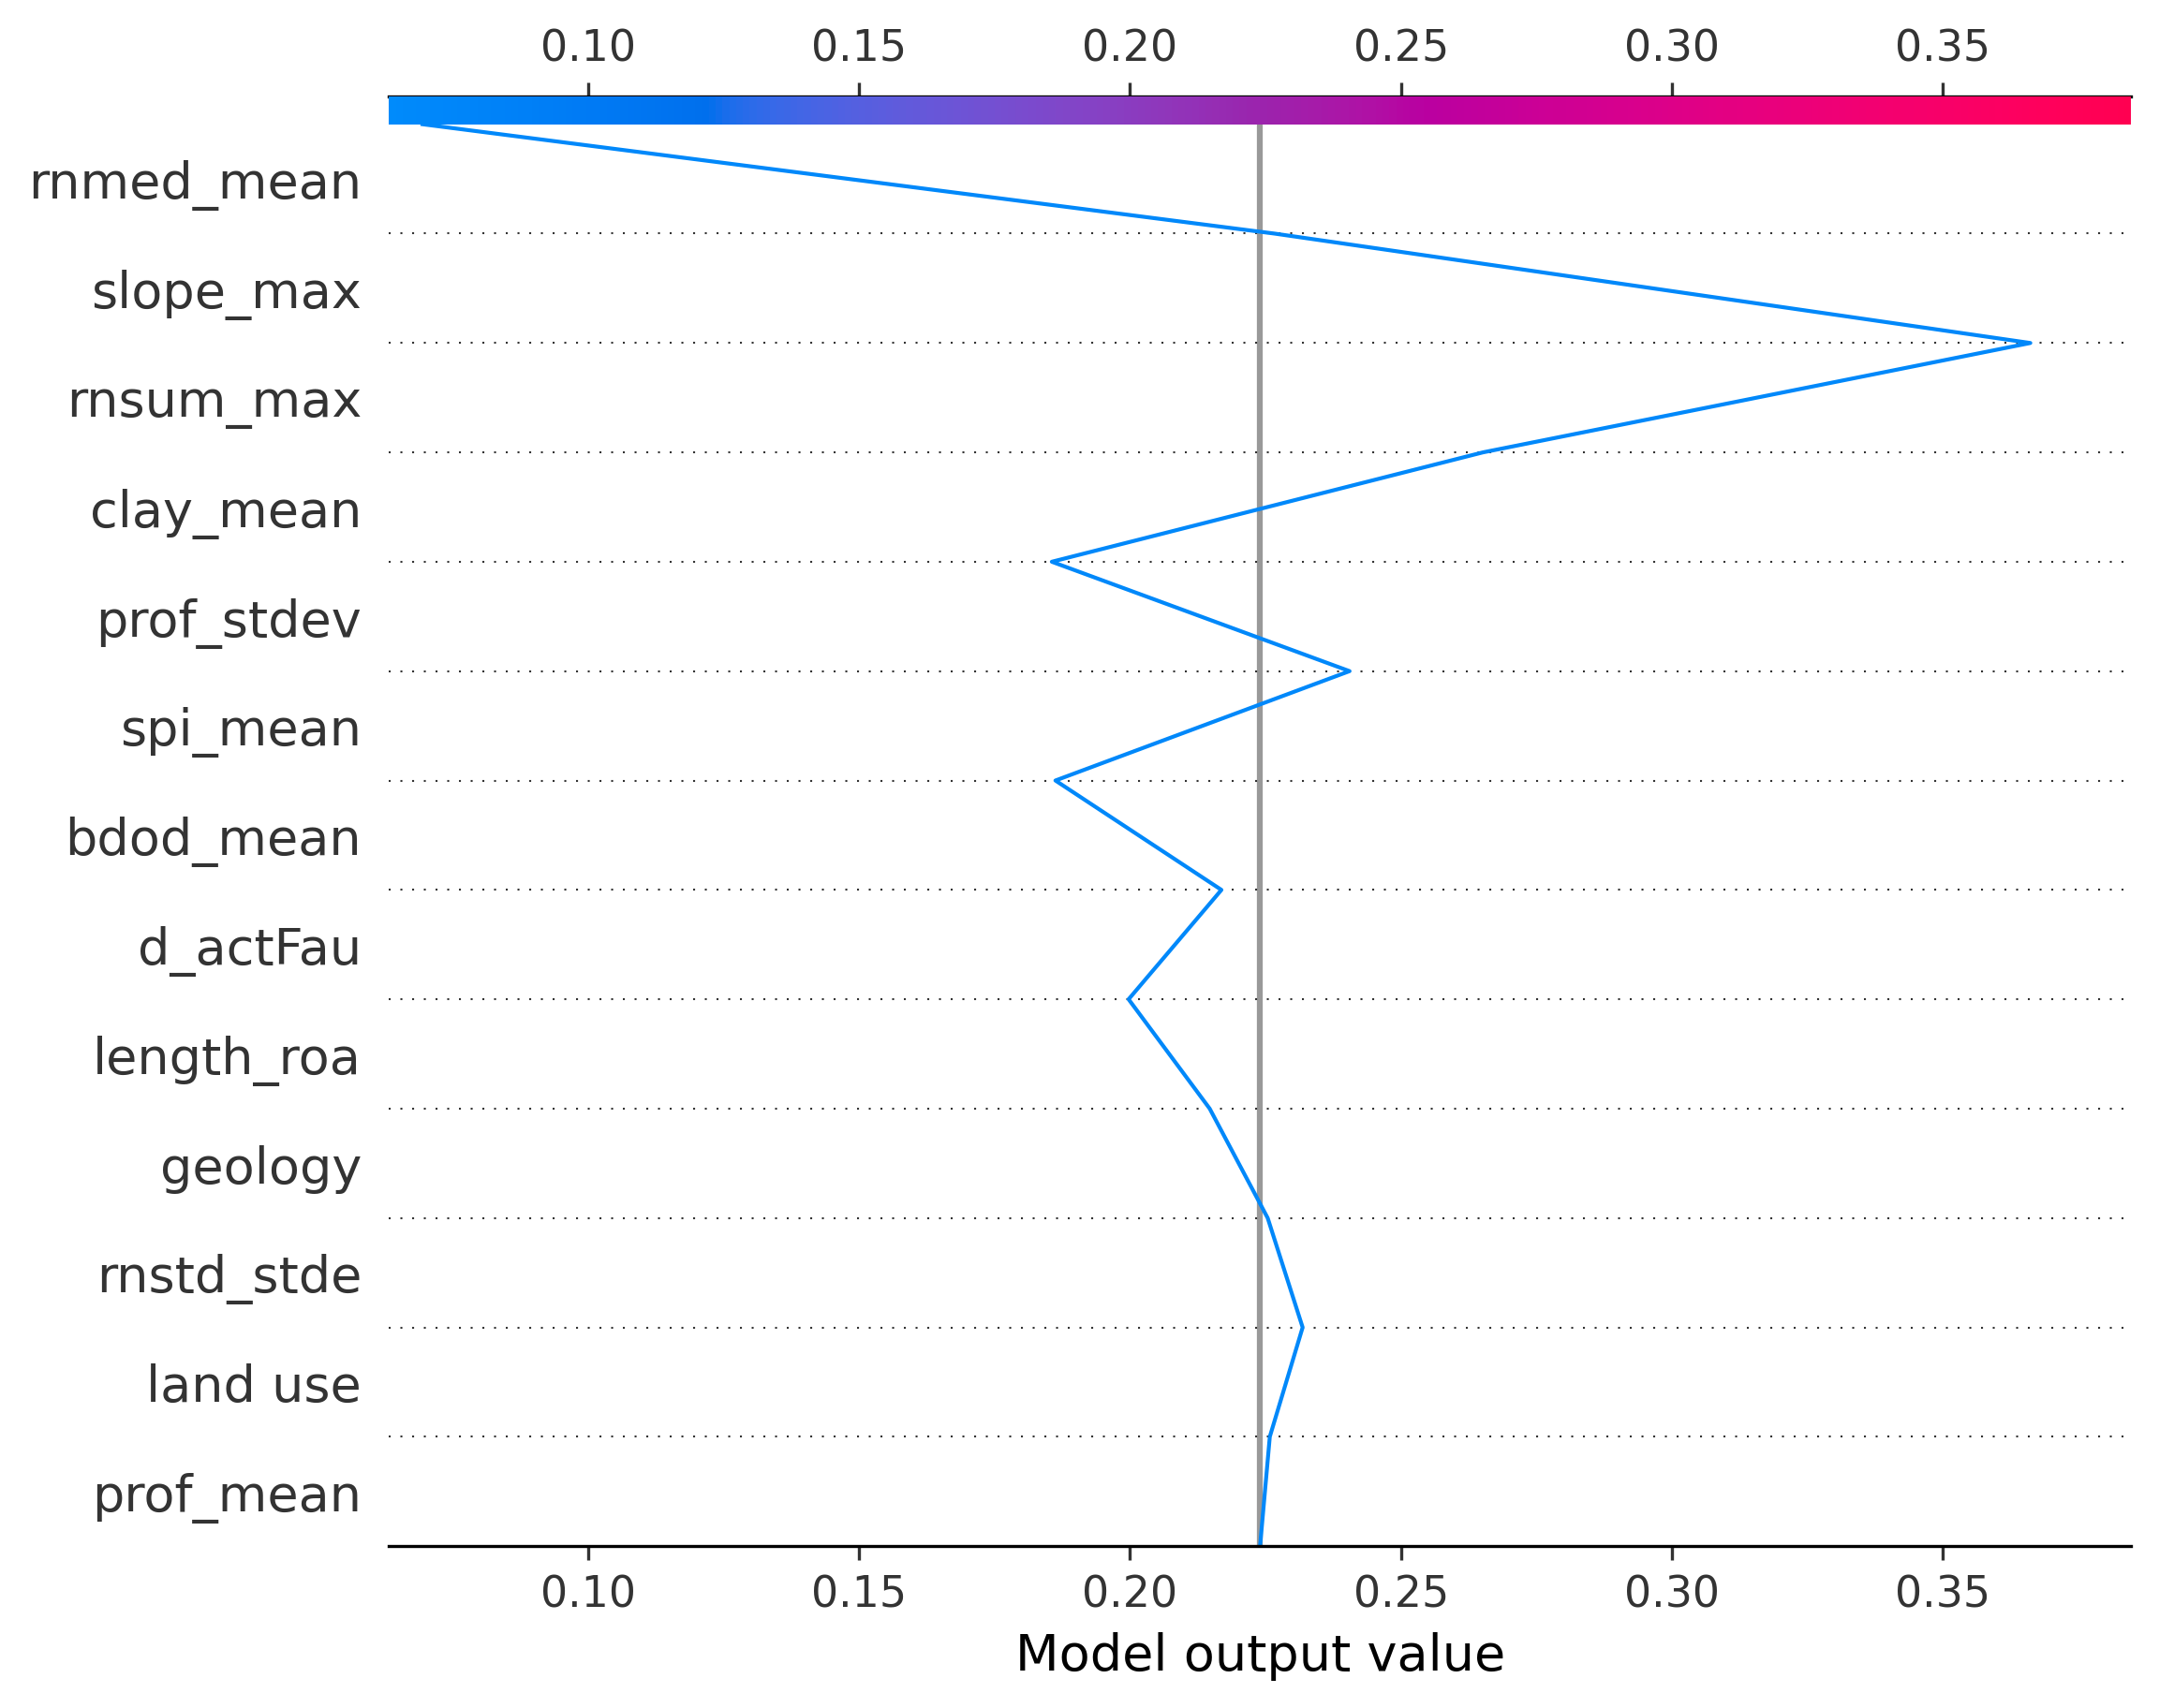 0.10 0.15 0.20 0.25 0.30 0.35
rnmed_mean
slope_max
rnsum_max
clay_mean
prof_stdev
spi_mean
bdod_mean
d_actFau
length_roa
geology
rnstd_stde
land use
prof_mean
0.10 0.15 0.20 0.25 0.30 0.35
Model output value